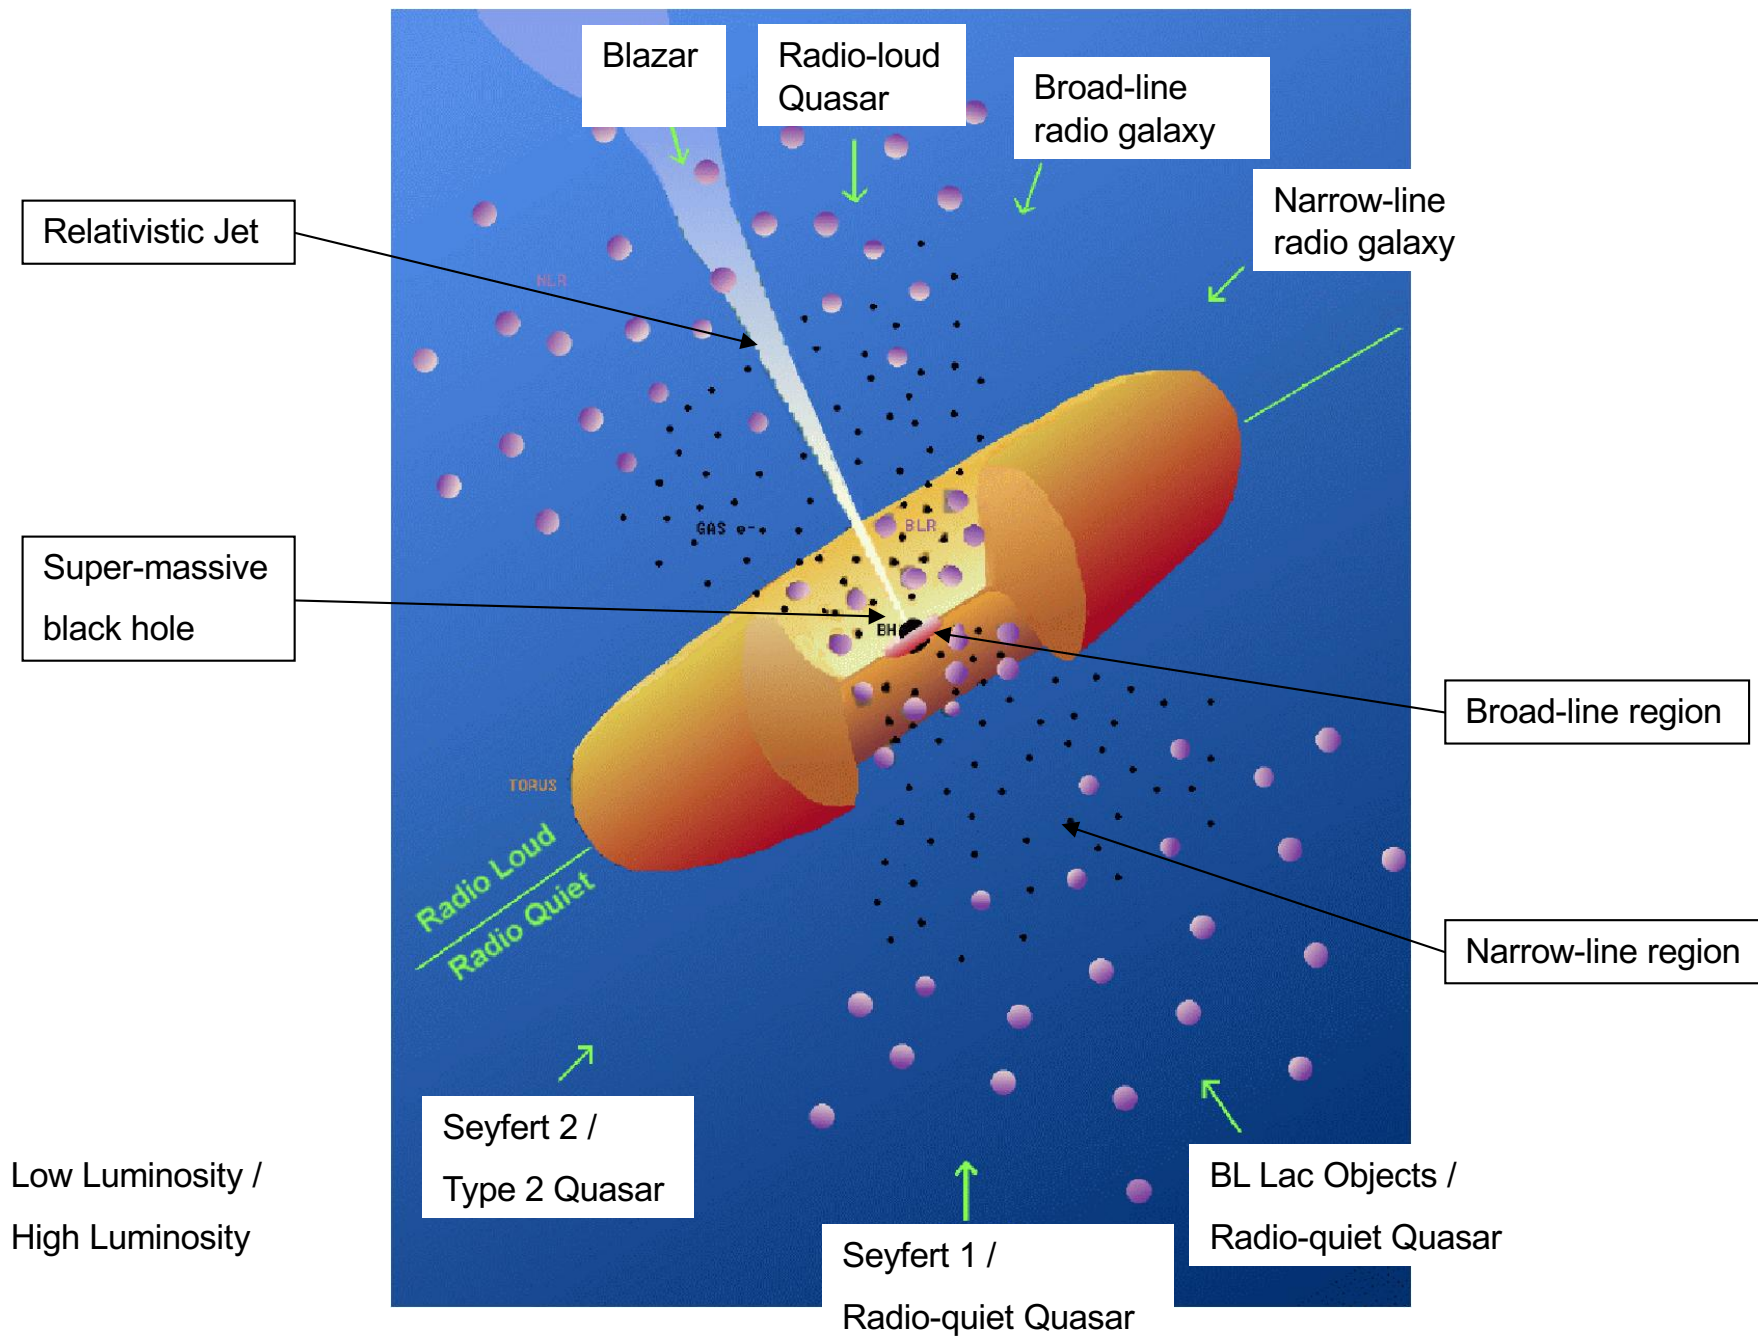 Blazar
Radio-loud
Quasar
Broad-line
radio galaxy
Narrow-line
radio galaxy
Relativistic Jet
NLR
GAS e-
BLR
Super-massive
black hole
BH
Broad-line region
TORUS
Radio Loud
Radio Quiet
Narrow-line region
Seyfert 2 /
Type 2 Quasar
Low Luminosity /
High Luminosity
BL Lac Objects /
Radio-quiet Quasar
Seyfert 1 /
Radio-quiet Quasar